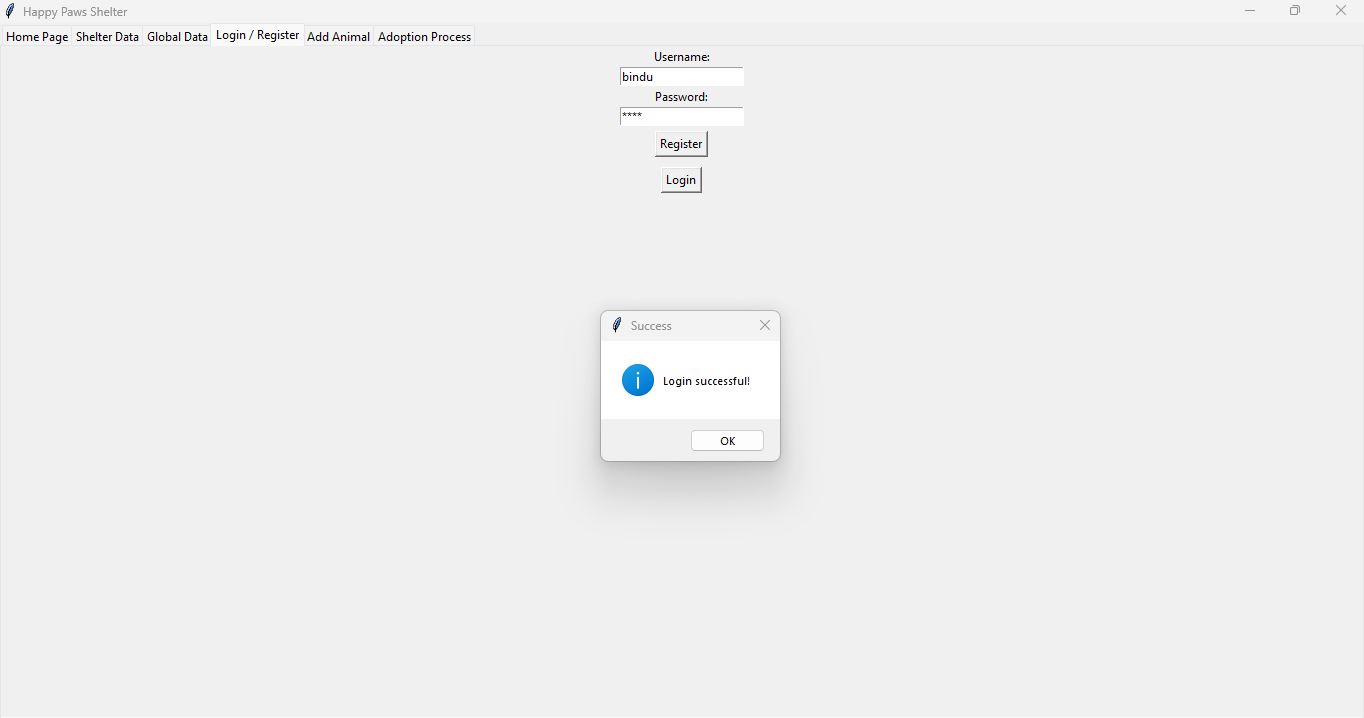 Happy Paws Shelter
Home Page Shelter Data Global Data Login / Register Add Animal Adoption Process
Username:
bindu
Password:
****
Register
Login
Success
Login successful!
OK